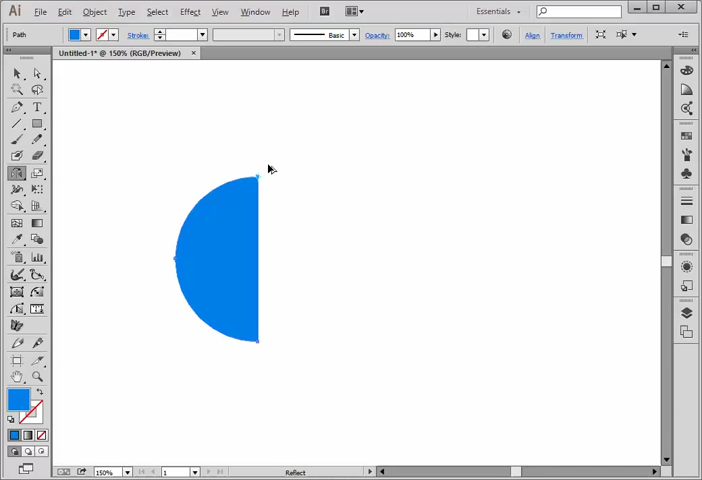 Ai File Edit Object Type Select Effect View Window Help Br Essentials
Path Stroke: Basic Opacity: 100% Style: Align Transform
Untitled-1* @ 150% (RGB/Preview) ×
T
150% 1 Reflect